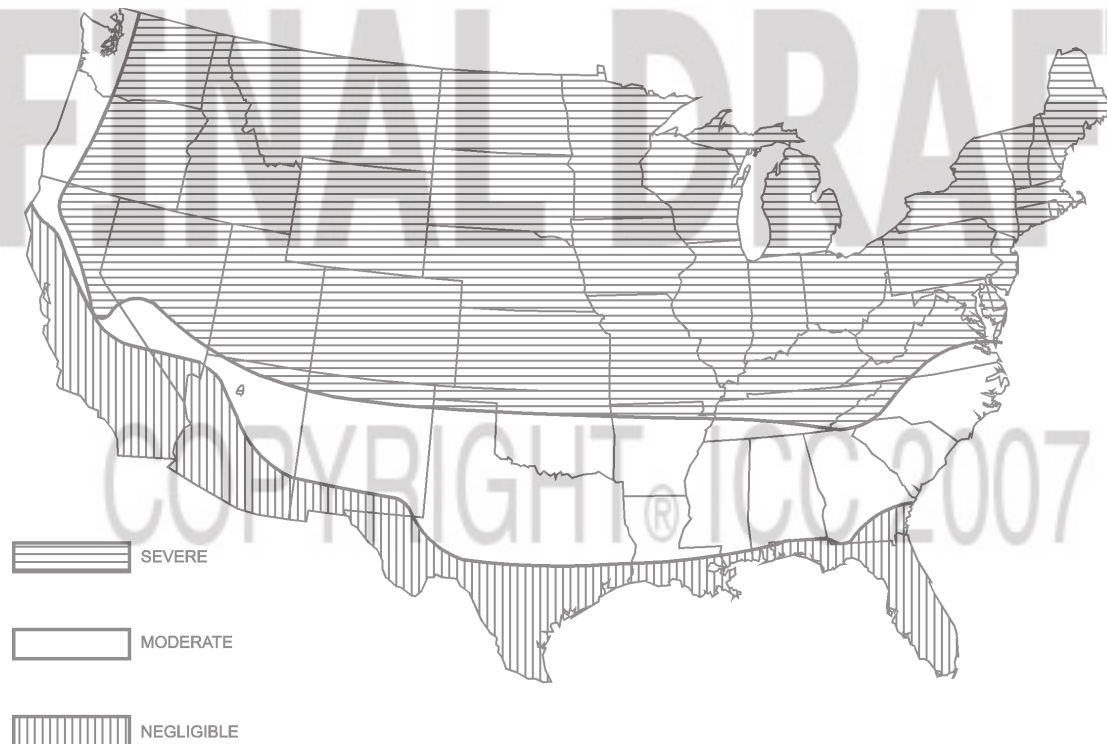 FINAL DRAFT
COPYRIGHT ® ICC 2007
SEVERE
MODERATE
NEGLIGIBLE